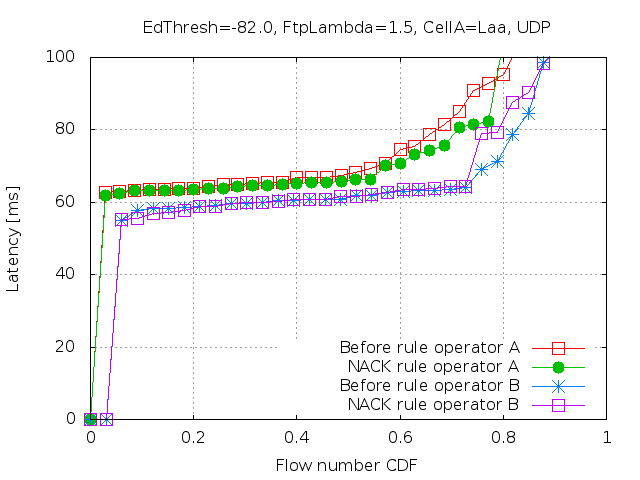 EdThresh=-82.0, FtpLambda=1.5, CellA=Laa, UDP
100
80
60
40
20
0
Latency [ms]
Before rule operator A
NACK rule operator A
Before rule operator B
NACK rule operator B
0 0.2 0.4 0.6 0.8 1
Flow number CDF